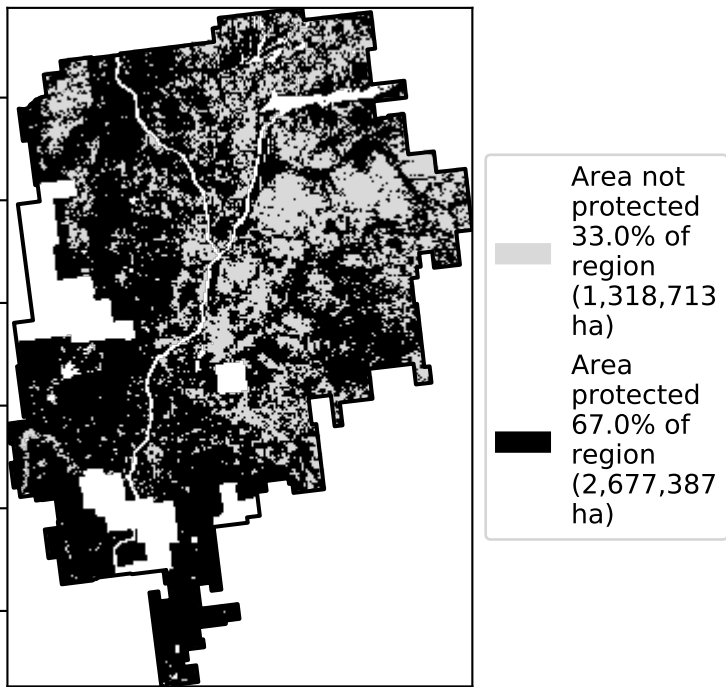 Area not
protected
33.0% of
region
(1,318,713
ha)
Area
protected
67.0% of
region
(2,677,387
ha)